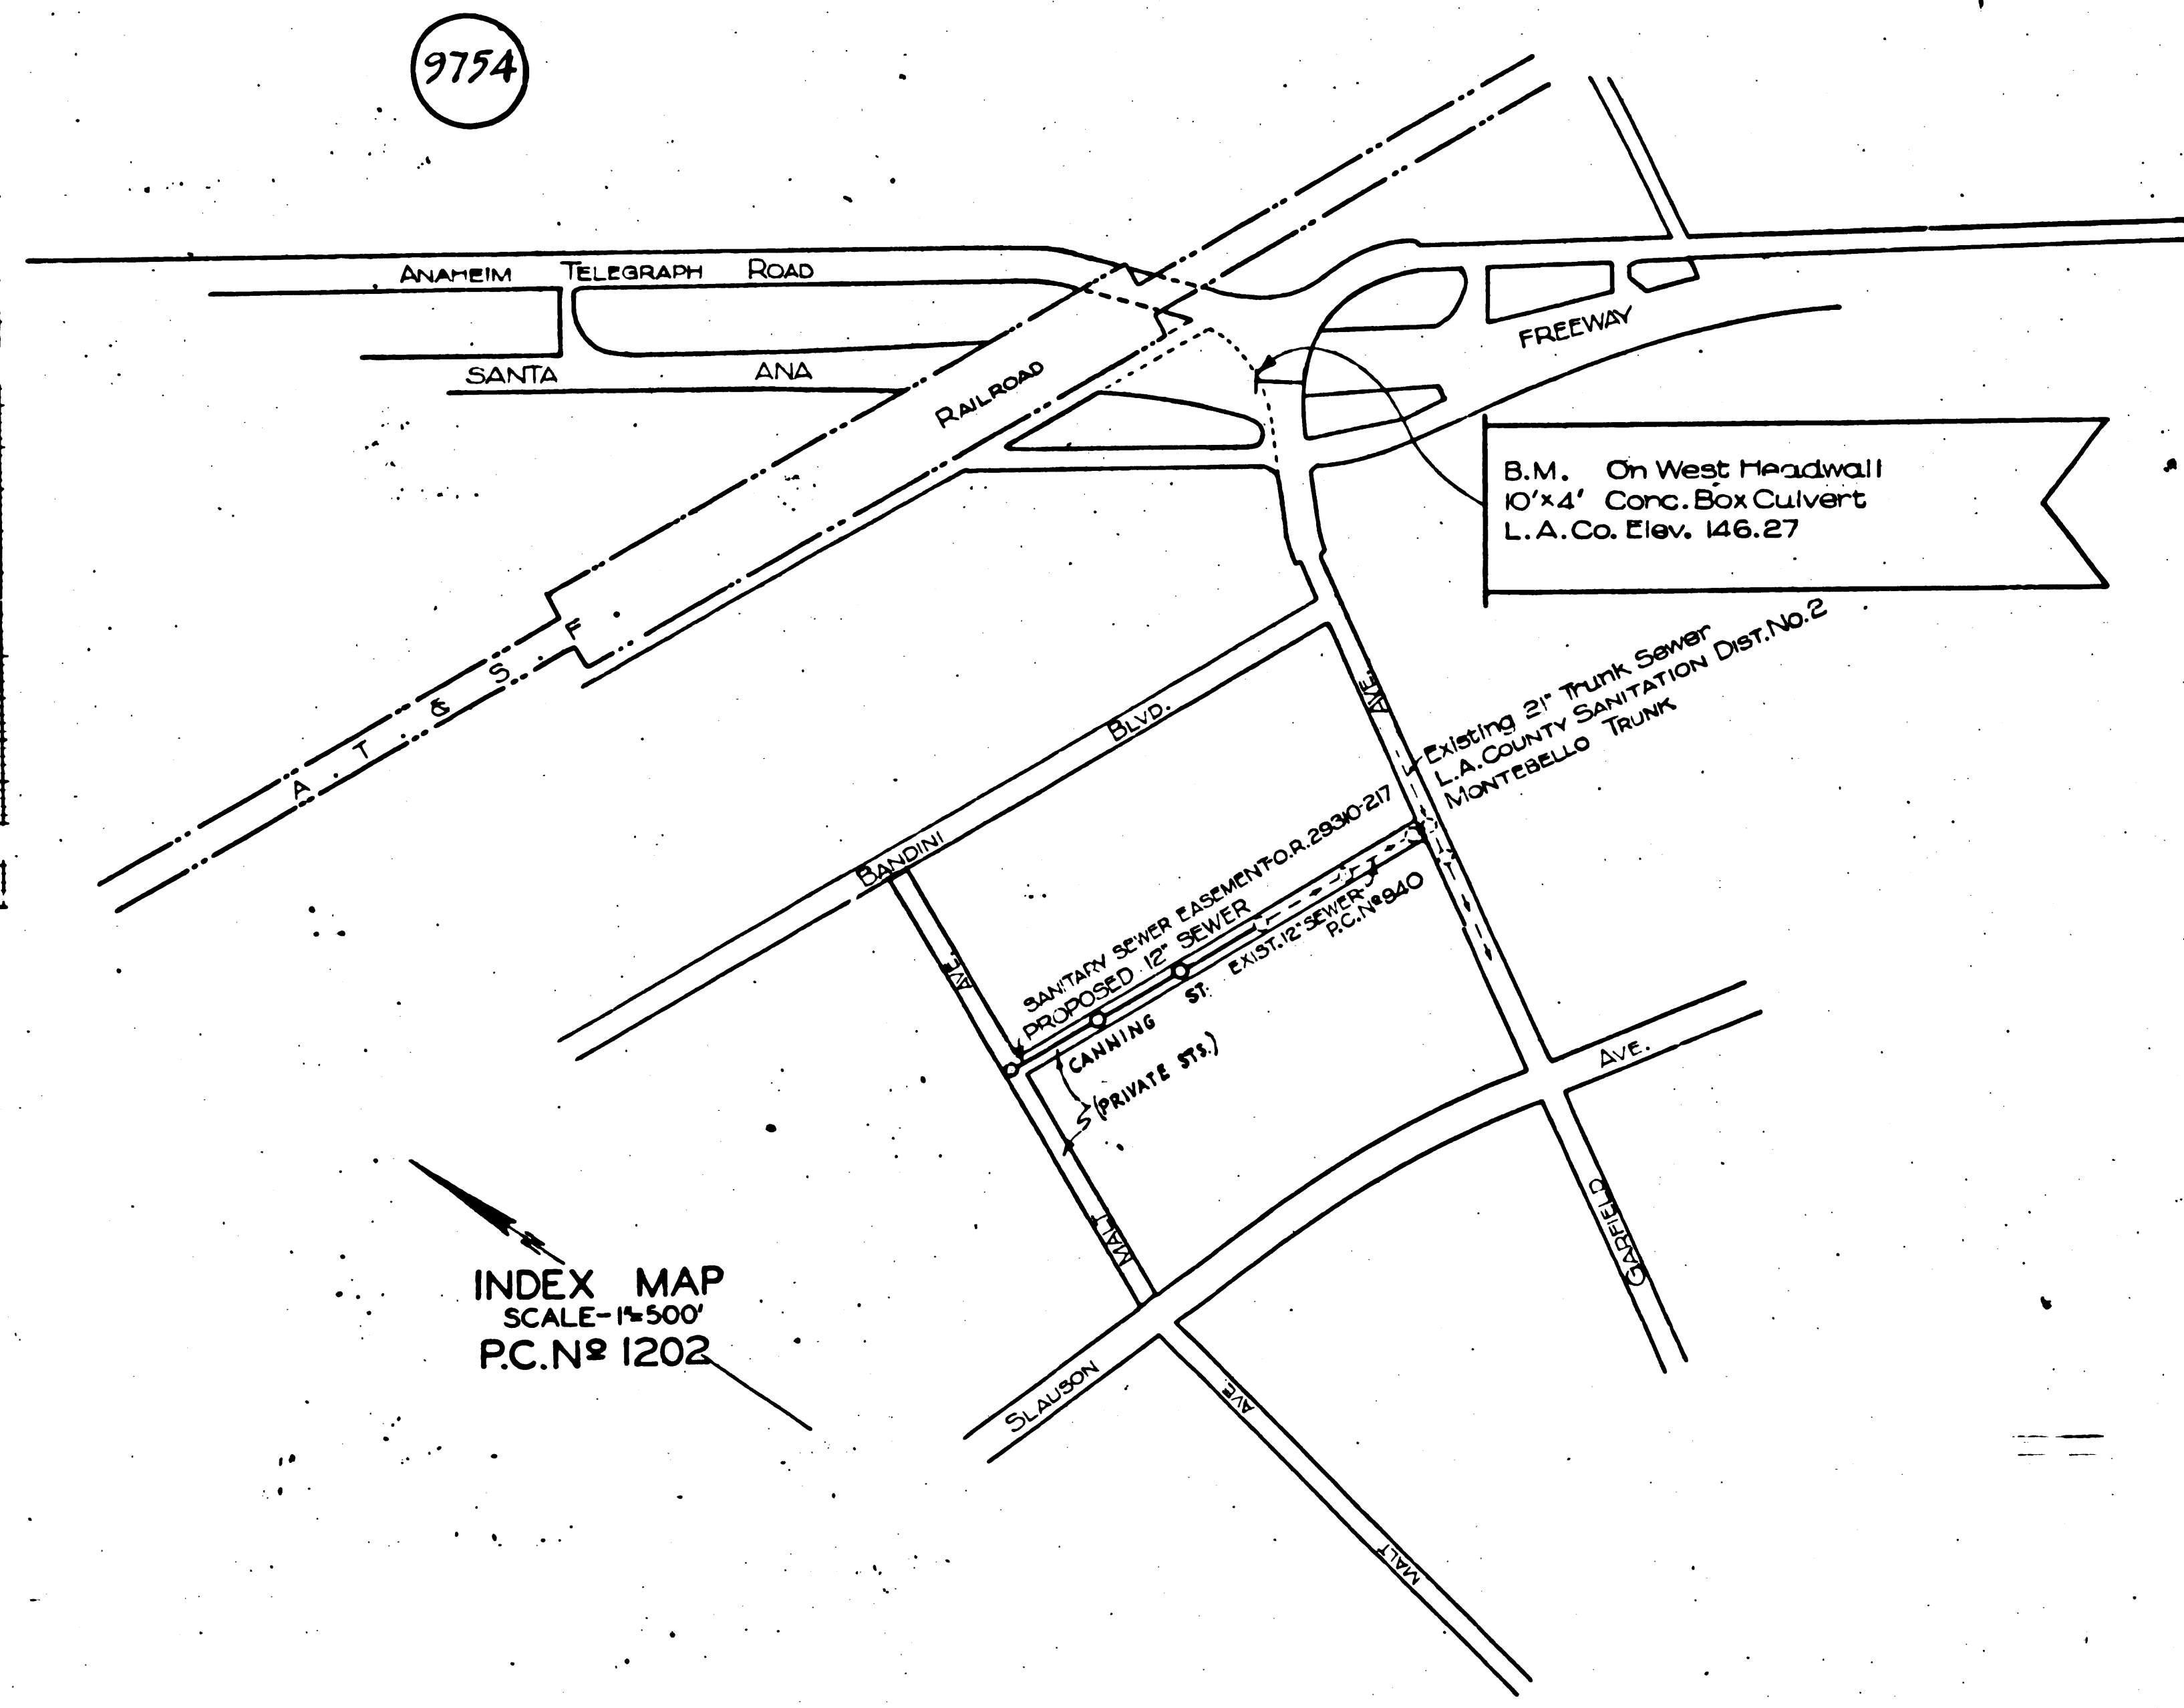 9754
ANAHEIM TELEGRAPH ROAD
SANTA ANA
FREEWAY
RAILROAD
B.M. On West Headwall
10'x4' Conc. Box Culvert
L.A.Co. Elev. 146.27
A. T. & S. F.
AVE.
Existing 21" Trunk Sewer
L.A. COUNTY SANITATION DIST. NO. 2
MONTEBELLO TRUNK
BANDINI BLVD.
SANITARY SEWER EASEMENT-O.R. 29310-217
PROPOSED 12" SEWER
EXIST. 12" SEWER
P.C. Nº 940
CANNING ST.
(PRIVATE STS.)
AVE.
MALT
AVE.
GARFIELD
N
INDEX MAP
SCALE-1"=500'
P.C. Nº 1202
SLAUSON
AVE.
MALT